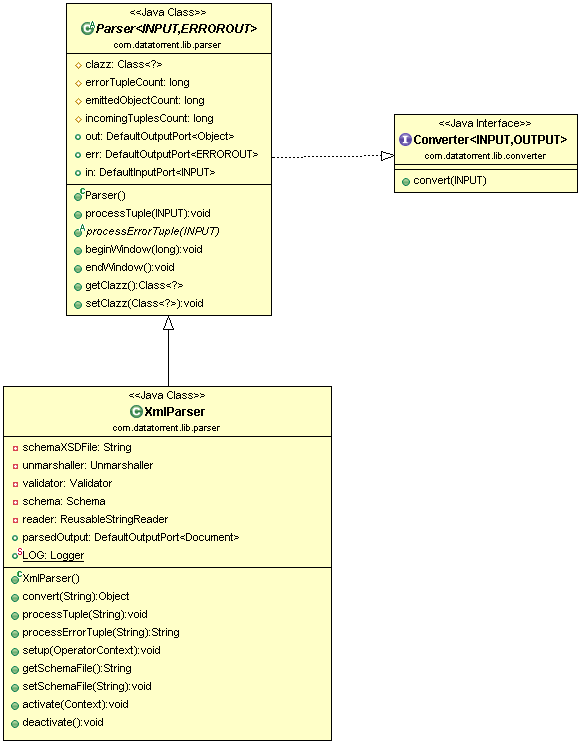 <<Java Class>>
Parser<INPUT,ERROROUT>
com.datatorrent.lib.parser
clazz: Class<?>
errorTupleCount: long
emittedObjectCount: long
incomingTuplesCount: long
out: DefaultOutputPort<Object>
err: DefaultOutputPort<ERROROUT>
in: DefaultInputPort<INPUT>
Parser()
processTuple(INPUT):void
processErrorTuple(INPUT)
beginWindow(long):void
endWindow():void
getClazz():Class<?>
setClazz(Class<?>):void
<<Java Interface>>
Converter<INPUT,OUTPUT>
com.datatorrent.lib.converter
convert(INPUT)
<<Java Class>>
XmlParser
com.datatorrent.lib.parser
schemaXSDFile: String
unmarshaller: Unmarshaller
validator: Validator
schema: Schema
reader: ReusableStringReader
parsedOutput: DefaultOutputPort<Document>
LOG: Logger
XmlParser()
convert(String):Object
processTuple(String):void
processErrorTuple(String):String
setup(OperatorContext):void
getSchemaFile():String
setSchemaFile(String):void
activate(Context):void
deactivate():void